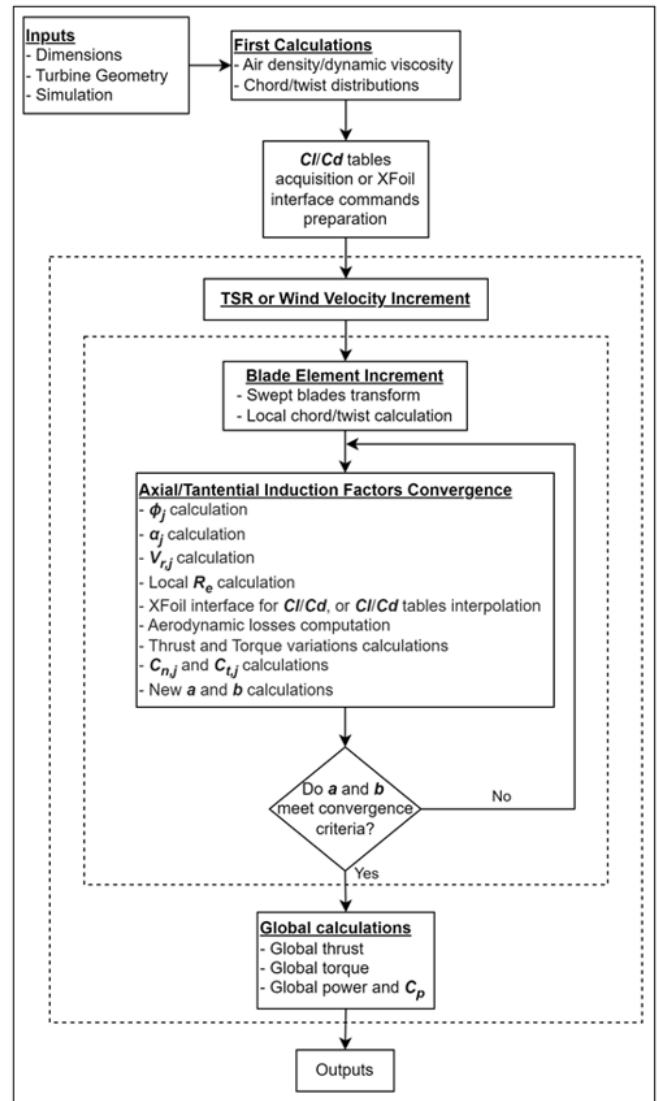 Inputs
- Dimensions
- Turbine Geometry
- Simulation
First Calculations
- Air density/dynamic viscosity
- Chord/twist distributions
Cl/Cd tables
acquisition or XFoil
interface commands
preparation
TSR or Wind Velocity Increment
Blade Element Increment
- Swept blades transform
- Local chord/twist calculation
Axial/Tantential Induction Factors Convergence
- ϕj calculation
- αj calculation
- Vr,j calculation
- Local Re calculation
- XFoil interface for Cl/Cd, or Cl/Cd tables interpolation
- Aerodynamic losses computation
- Thrust and Torque variations calculations
- Cn,j and Ct,j calculations
- New a and b calculations
Do a and b
meet convergence
criteria?
No
Yes
Global calculations
- Global thrust
- Global torque
- Global power and Cp
Outputs